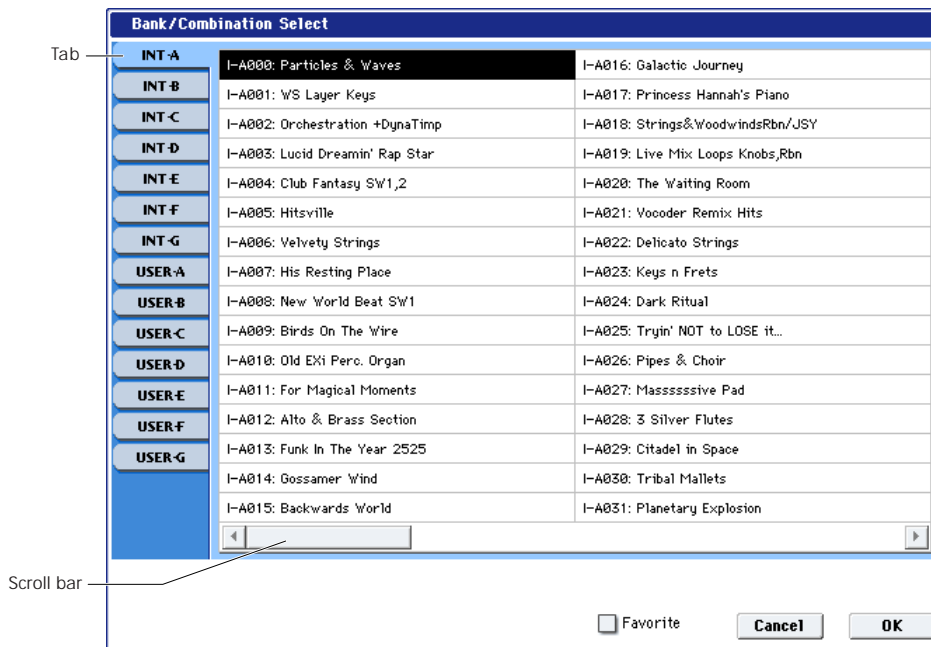 Bank/Combination Select
Tab
INT-A
INT-B
INT-C
INT-D
INT-E
INT-F
INT-G
USER-A
USER-B
USER-C
USER-D
USER-E
USER-F
USER-G
I-A000: Particles & Waves
I-A001: WS Layer Keys
I-A002: Orchestration +DynaTimp
I-A003: Lucid Dreamin' Rap Star
I-A004: Club Fantasy SW1,2
I-A005: Hitsville
I-A006: Velvety Strings
I-A007: His Resting Place
I-A008: New World Beat SW1
I-A009: Birds On The Wire
I-A010: Old EXi Perc. Organ
I-A011: For Magical Moments
I-A012: Alto & Brass Section
I-A013: Funk In The Year 2525
I-A014: Gossamer Wind
I-A015: Backwards World
I-A016: Galactic Journey
I-A017: Princess Hannah's Piano
I-A018: Strings&WoodwindsRbn/JSY
I-A019: Live Mix Loops Knobs,Rbn
I-A020: The Waiting Room
I-A021: Vocoder Remix Hits
I-A022: Delicato Strings
I-A023: Keys n Frets
I-A024: Dark Ritual
I-A025: Tryin' NOT to LOSE it...
I-A026: Pipes & Choir
I-A027: Massssssive Pad
I-A028: 3 Silver Flutes
I-A029: Citadel in Space
I-A030: Tribal Mallets
I-A031: Planetary Explosion
Scroll bar
Favorite
Cancel
OK